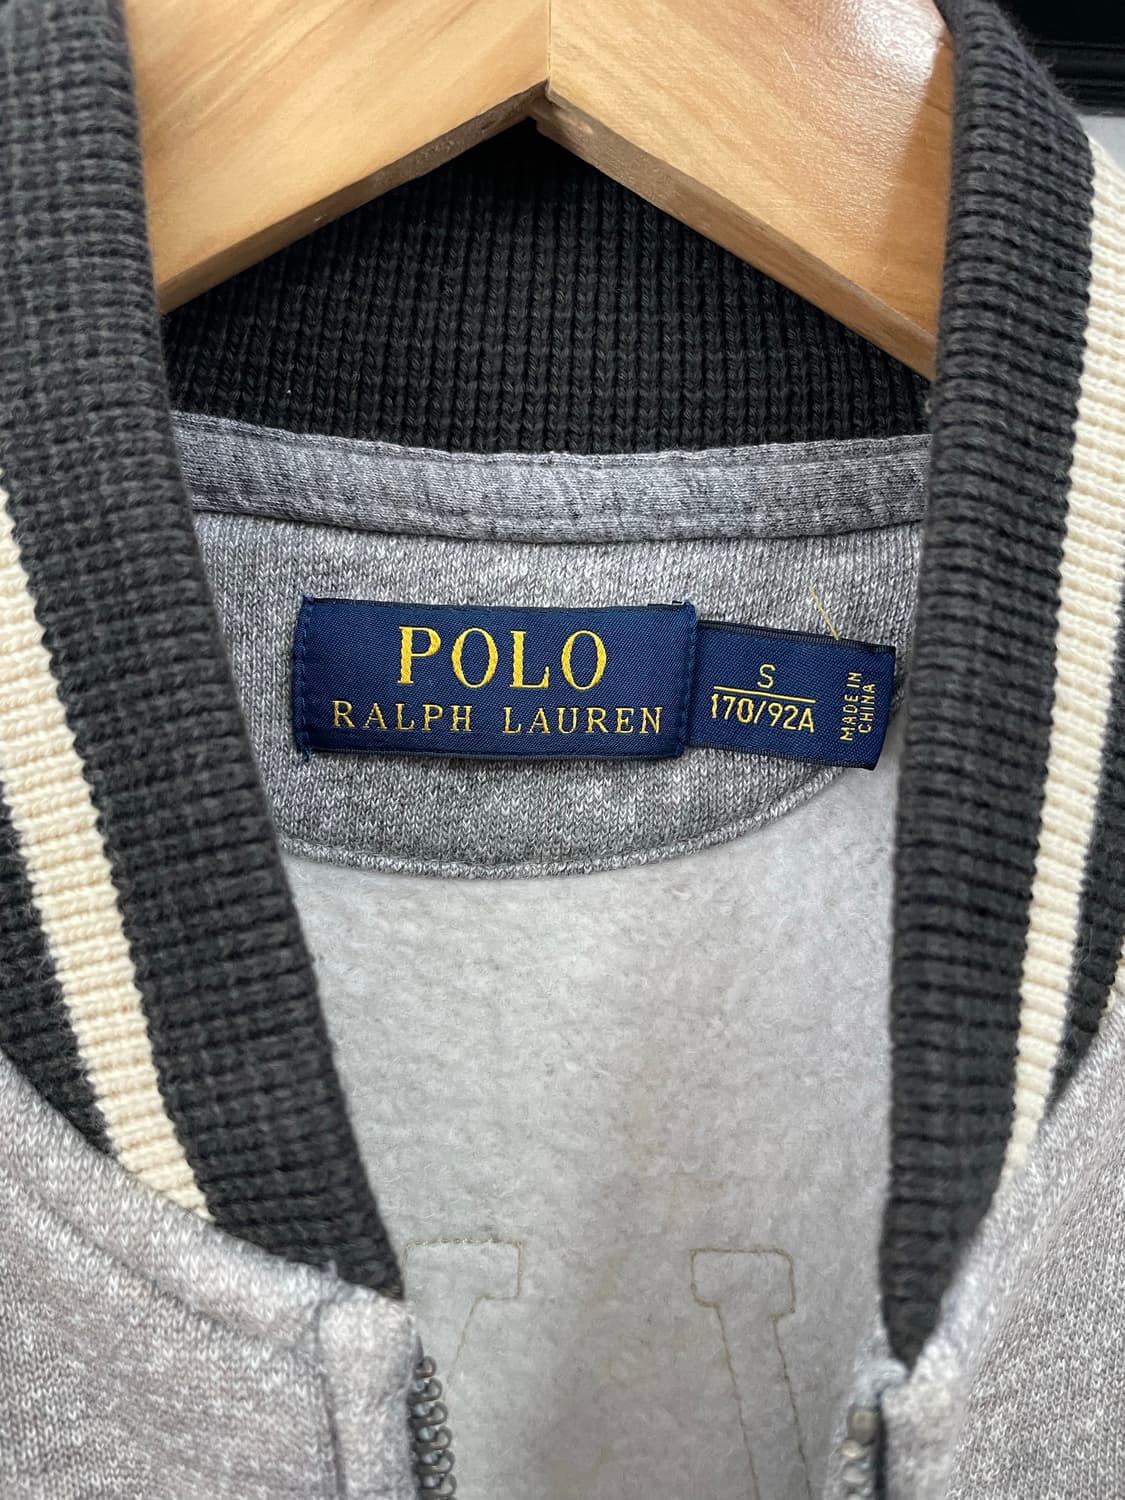 POLO
RALPH LAUREN
S
170/92A
MADE IN
CHINA